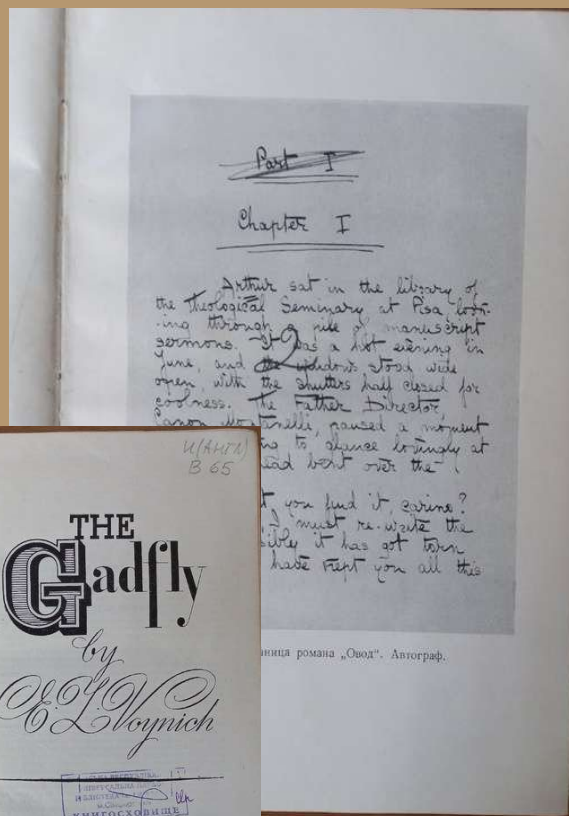 Part I
Chapter I
Arthur sat in the library of
the theological Seminary at Pisa, look-
-ing through a pile of manuscript
sermons. It was a hot evening in
June, and the windows stood wide
open, with the shutters half closed for
coolness. The Father Director,
Canon Montanelli, paused a moment
to glance lovingly at
head bent over the
you find it, carino?
must re-write the
it has got torn
have kept you all this
2
романа „Овод“. Автограф.
И(АНГЛ)
В 65
THE
Gadfly
by
E. L. Voynich
КНИГОСХОВИЩЕ